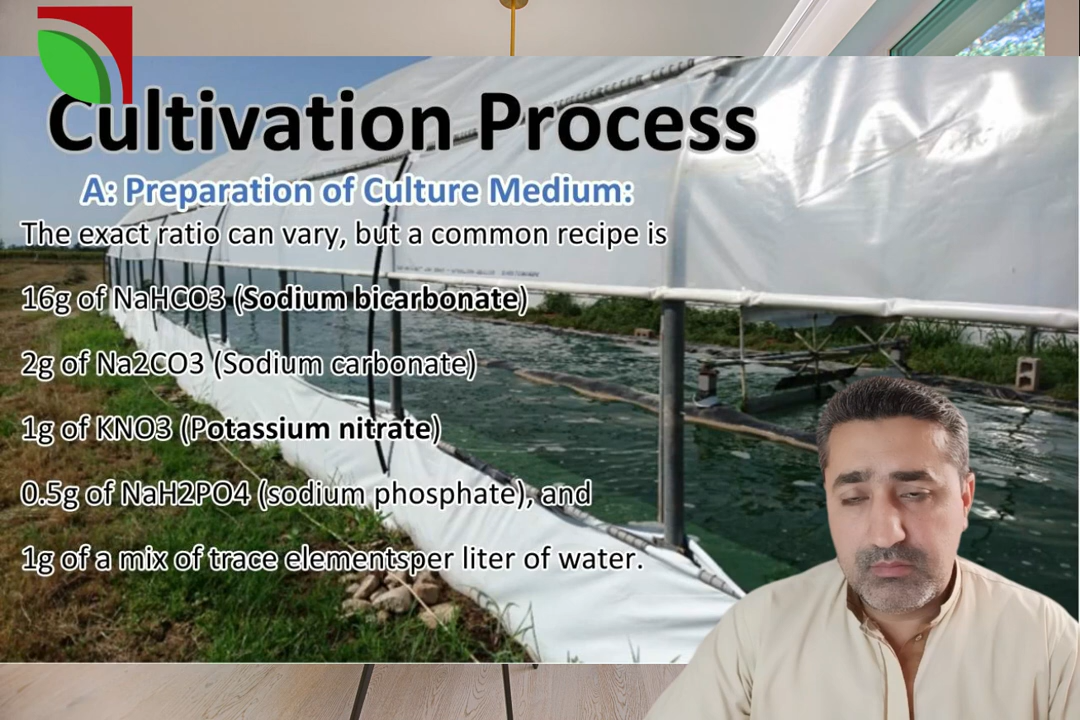 Cultivation Process
A: Preparation of Culture Medium:
The exact ratio can vary, but a common recipe is
16g of NaHCO3 (Sodium bicarbonate)
2g of Na2CO3 (Sodium carbonate)
1g of KNO3 (Potassium nitrate)
0.5g of NaH2PO4 (sodium phosphate), and
1g of a mix of trace elementsper liter of water.